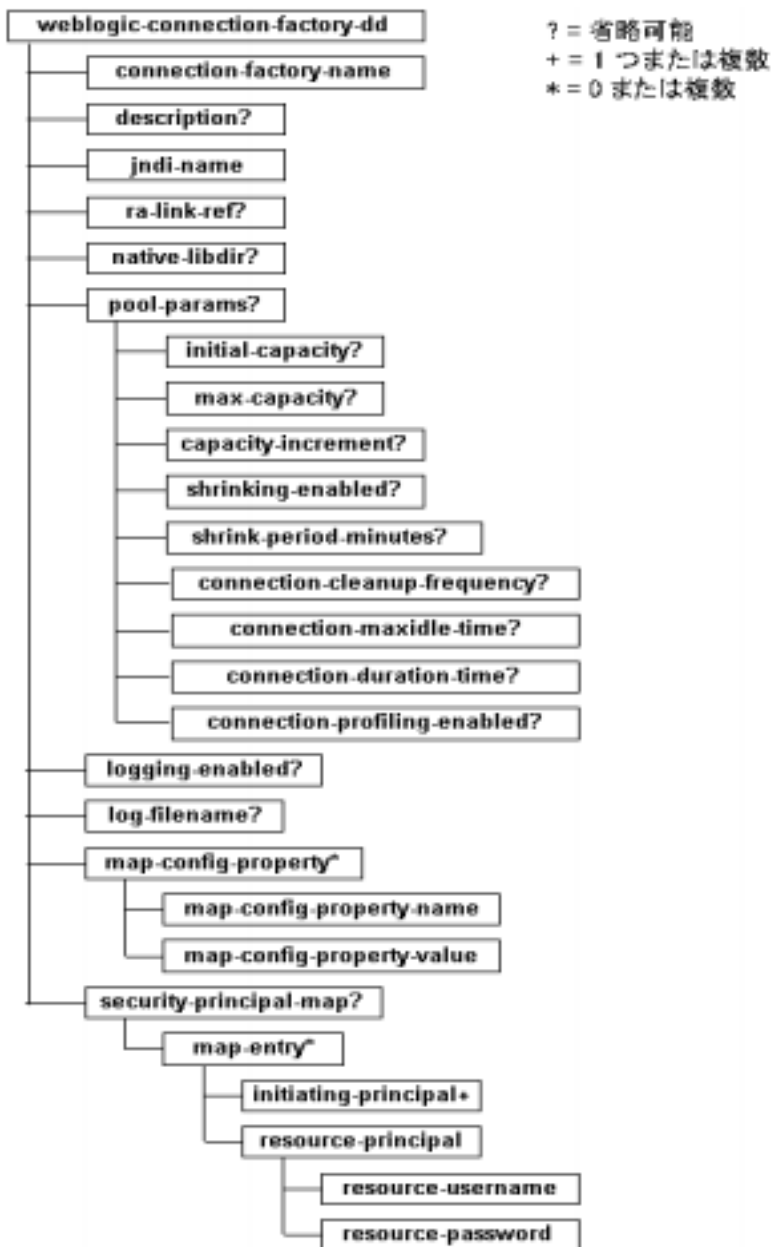 weblogic-connection-factory-dd
? = 省略可能
+ = 1 つまたは複数
* = 0 または複数
connection-factory-name
description?
jndi-name
ra-link-ref?
native-libdir?
pool-params?
initial-capacity?
max-capacity?
capacity-increment?
shrinking-enabled?
shrink-period-minutes?
connection-cleanup-frequency?
connection-maxidle-time?
connection-duration-time?
connection-profiling-enabled?
logging-enabled?
log-filename?
map-config-property*
map-config-property-name
map-config-property-value
security-principal-map?
map-entry*
initiating-principal+
resource-principal
resource-username
resource-password